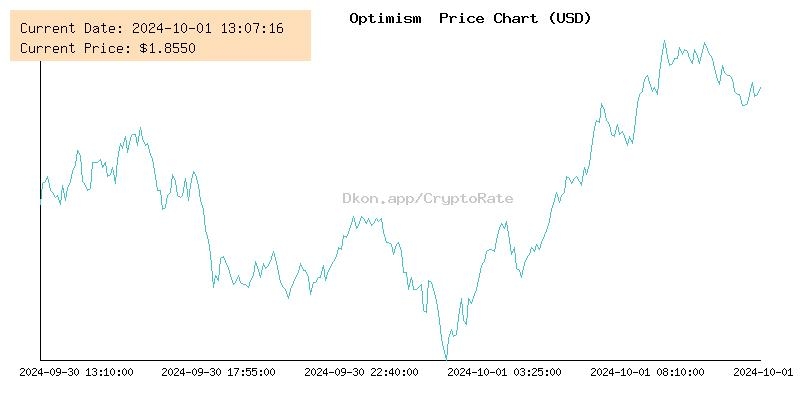 Optimism  Price Chart (USD)
Current Date: 2024-10-01 13:07:16
Current Price: $1.8550
Dkon.app/CryptoRate
2024-09-30 13:10:00 2024-09-30 17:55:00 2024-09-30 22:40:00 2024-10-01 03:25:00 2024-10-01 08:10:00 2024-10-01